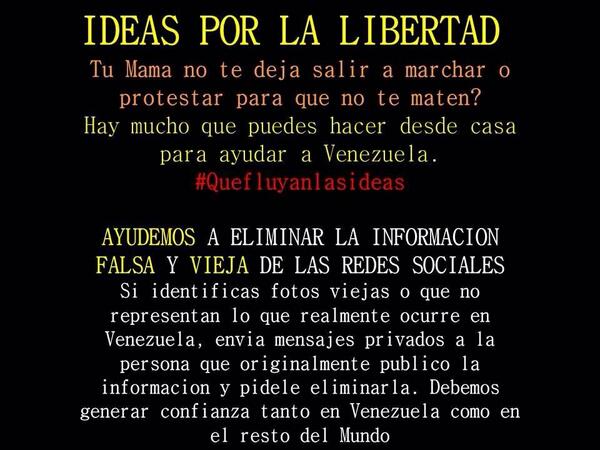 IDEAS POR LA LIBERTAD
Tu Mama no te deja salir a marchar o
protestar para que no te maten?
Hay mucho que puedes hacer desde casa
para ayudar a Venezuela.
#Quefluyanlasideas
AYUDEMOS A ELIMINAR LA INFORMACION
FALSA Y VIEJA DE LAS REDES SOCIALES
Si identificas fotos viejas o que no
representan lo que realmente ocurre en
Venezuela, envia mensajes privados a la
persona que originalmente publico la
informacion y pidele eliminarla. Debemos
generar confianza tanto en Venezuela como en
el resto del Mundo